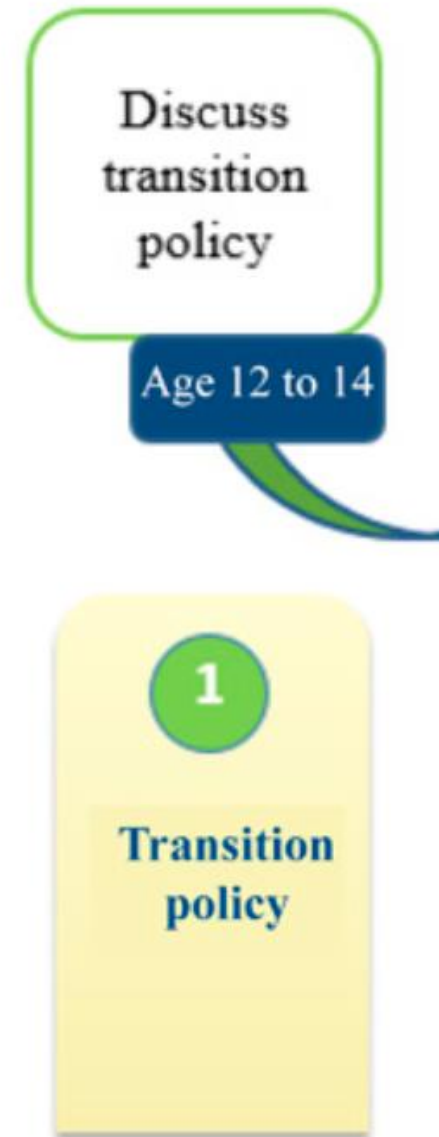 Discuss
transition
policy
Age 12 to 14
1
Transition
policy